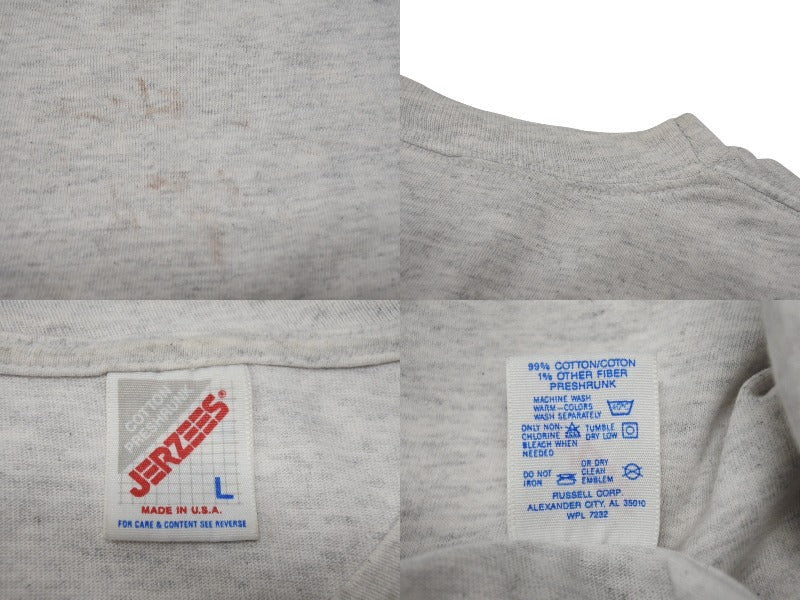 COTTON
PRESHRUNK
JERZEES®
L
MADE IN U.S.A.
FOR CARE & CONTENT SEE REVERSE
99% COTTON/COTON
1% OTHER FIBER
PRESHRUNK
MACHINE WASH
WARM–COLORS
WASH SEPARATELY
ONLY NON-
CHLORINE
BLEACH WHEN
NEEDED
TUMBLE
DRY LOW
DO NOT
IRON
OR DRY
CLEAN
EMBLEM
RUSSELL CORP.
ALEXANDER CITY, AL 35010
WPL 7232